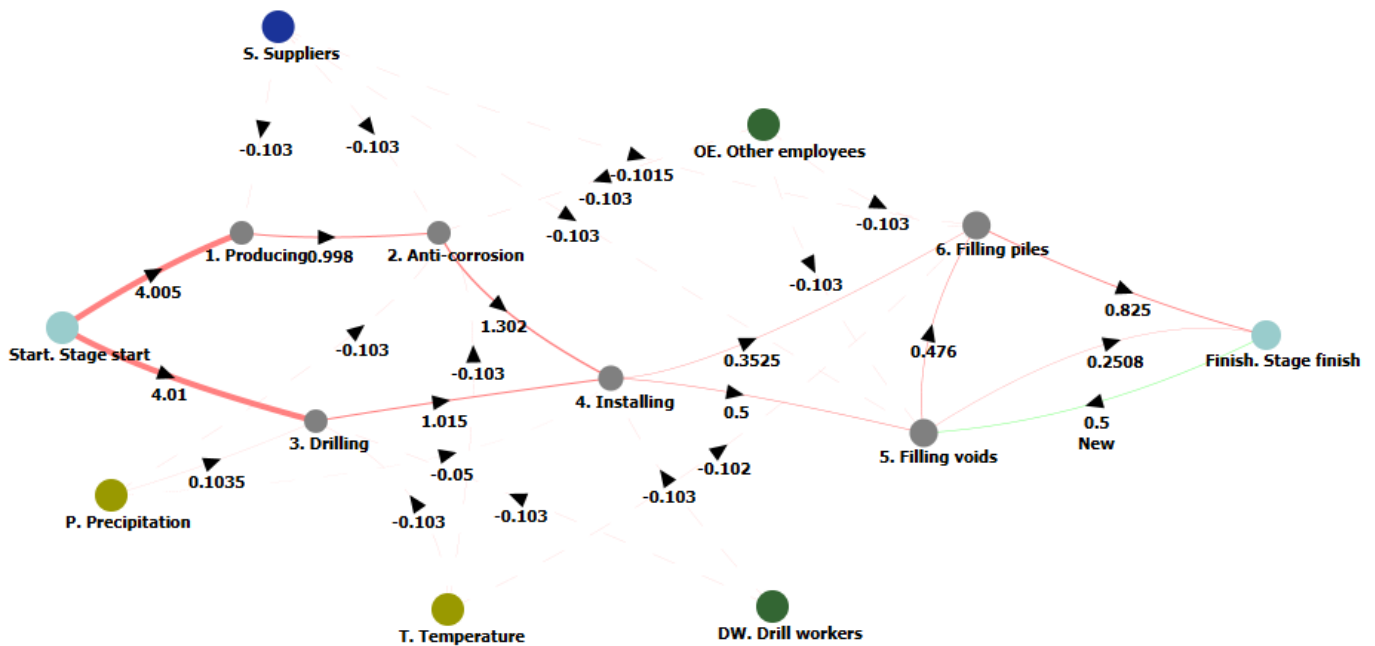 S. Suppliers
OE. Other employees
-0.103
-0.103
-0.1015
-0.103
-0.103
-0.103
-0.103
1. Producing
0.998
2. Anti-corrosion
6. Filling piles
4.005
1.302
0.825
Start. Stage start
-0.103
0.3525
0.476
0.2508
Finish. Stage finish
4.01
-0.103
4. Installing
0.5
0.5
New
1.015
3. Drilling
5. Filling voids
0.1035
-0.05
-0.102
-0.103
P. Precipitation
-0.103
-0.103
T. Temperature
DW. Drill workers